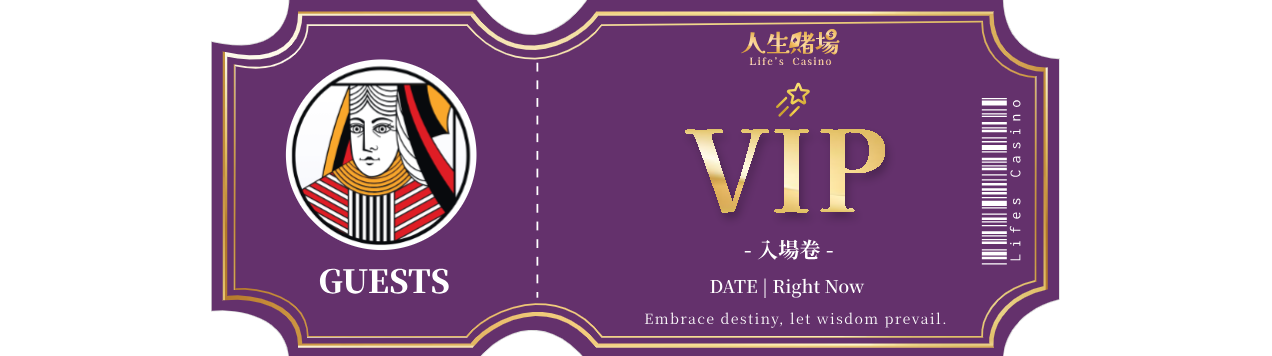 GUESTS
人生賭場
Life's Casino
VIP
- 入場卷 -
DATE | Right Now
Embrace destiny, let wisdom prevail.
Lifes Casino